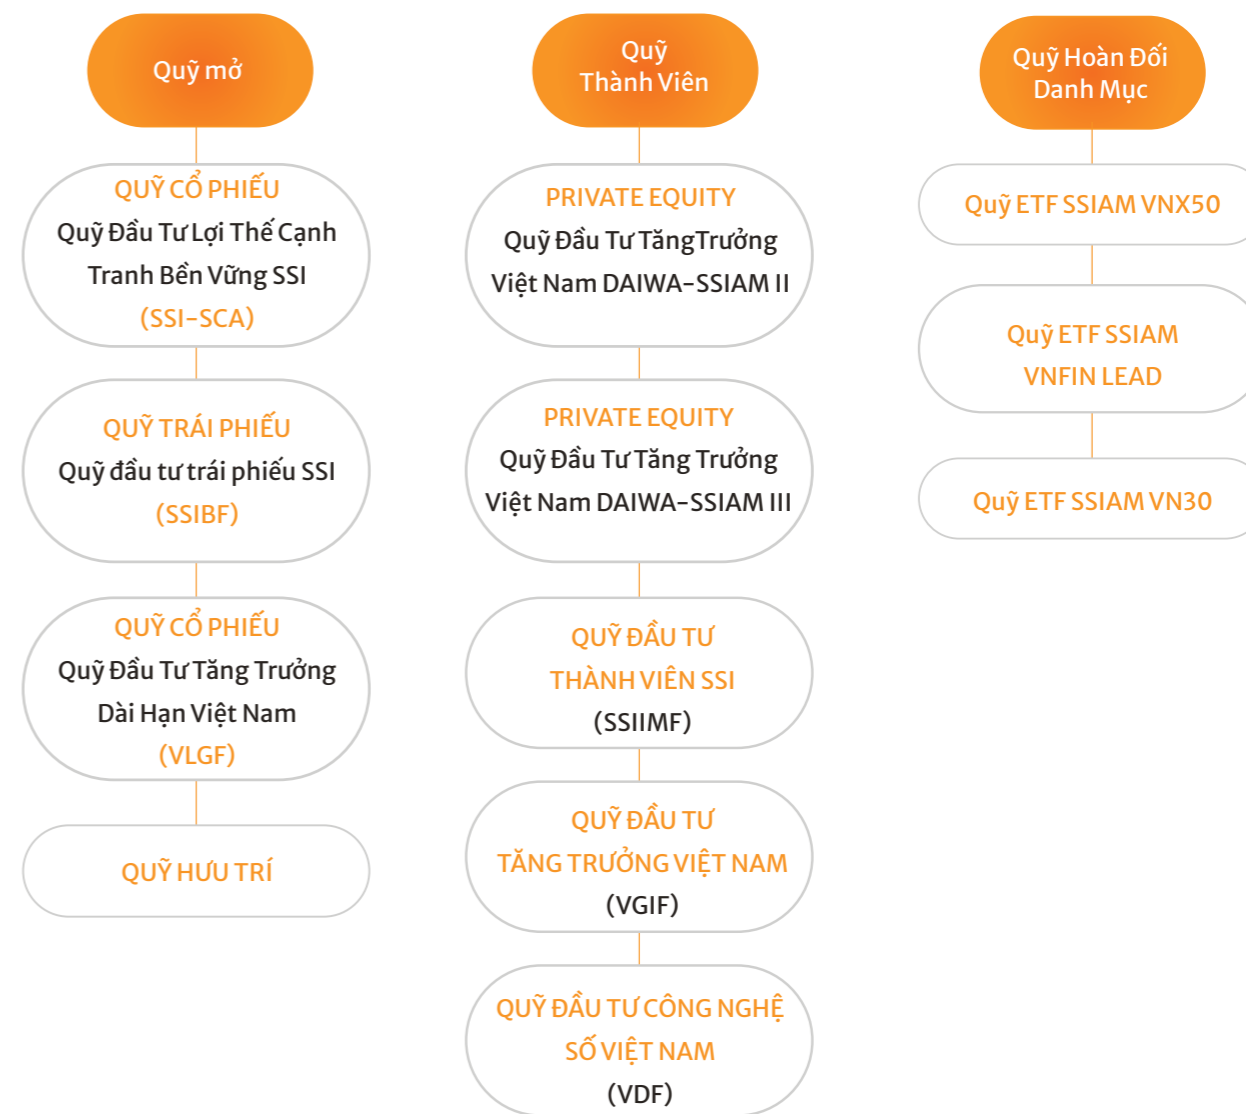 Quỹ mở
QUỸ CỔ PHIẾU
Quỹ Đầu Tư Lợi Thế Cạnh
Tranh Bền Vững SSI
(SSI-SCA)
QUỸ TRÁI PHIẾU
Quỹ đầu tư trái phiếu SSI
(SSIBF)
QUỸ CỔ PHIẾU
Quỹ Đầu Tư Tăng Trưởng
Dài Hạn Việt Nam
(VLGF)
QUỸ HƯU TRÍ
Quỹ
Thành Viên
PRIVATE EQUITY
Quỹ Đầu Tư TăngTrưởng
Việt Nam DAIWA-SSIAM II
PRIVATE EQUITY
Quỹ Đầu Tư Tăng Trưởng
Việt Nam DAIWA-SSIAM III
QUỸ ĐẦU TƯ
THÀNH VIÊN SSI
(SSIIMF)
QUỸ ĐẦU TƯ
TĂNG TRƯỞNG VIỆT NAM
(VGIF)
QUỸ ĐẦU TƯ CÔNG NGHỆ
SỐ VIỆT NAM
(VDF)
Quỹ Hoàn Đối
Danh Mục
Quỹ ETF SSIAM VNX50
Quỹ ETF SSIAM
VNFIN LEAD
Quỹ ETF SSIAM VN30